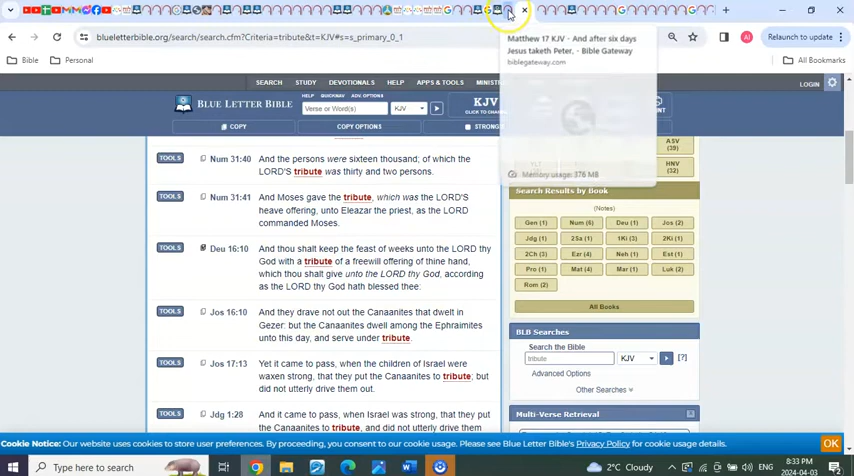 Matthew 17 KJV - And after six days
Jesus taketh Peter, - Bible Gateway
biblegateway.com
Memory usage: 376 MB
blueletterbible.org/search/search.cfm?Criteria=tribute&t=KJV#s=s_primary_0_1
Relaunch to update
Bible
Personal
All Bookmarks
SEARCH
STUDY
DEVOTIONALS
APPS & TOOLS
MINIST
LOGIN
BLUE LETTER BIBLE
HELP
QUICKNAV
ADV. OPTIONS
Verse or Word(s)
KJV
KJV
CLICK TO CHANG
COPY
COPY OPTIONS
STRONG
TOOLS
Num 31:40
And the persons were sixteen thousand; of which the
LORD'S tribute was thirty and two persons.
TOOLS
Num 31:41
And Moses gave the tribute, which was the LORD'S
heave offering, unto Eleazar the priest, as the LORD
commanded Moses.
TOOLS
Deu 16:10
And thou shalt keep the feast of weeks unto the LORD thy
God with a tribute of a freewill offering of thine hand,
which thou shalt give unto the LORD thy God, according
as the LORD thy God hath blessed thee:
TOOLS
Jos 16:10
And they drave not out the Canaanites that dwelt in
Gezer: but the Canaanites dwell among the Ephraimites
unto this day, and serve under tribute.
TOOLS
Jos 17:13
Yet it came to pass, when the children of Israel were
waxen strong, that they put the Canaanites to tribute; but
did not utterly drive them out.
TOOLS
Jdg 1:28
And it came to pass, when Israel was strong, that they
put the Canaanites to tribute, and did not utterly drive
ASV
(39)
HNV
(32)
Search Results by Book
(Notes)
Gen (1)
Num (6)
Deu (1)
Jos (2)
Jdg (1)
2Sa (1)
1Ki (3)
2Ki (1)
2Ch (3)
Ezr (4)
Neh (1)
Est (1)
Pro (1)
Mat (4)
Mar (1)
Luk (2)
Rom (2)
All Books
BLB Searches
Search the Bible
tribute
KJV
[?]
Advanced Options
Other Searches
Multi-Verse Retrieval
Cookie Notice: Our website uses cookies to store user preferences. By proceeding, you consent to our cookie usage. Please see Blue Letter Bible's Privacy Policy for cookie usage details.
OK
Type here to search
2°C Cloudy
ENG
8:33 PM
2024-04-03